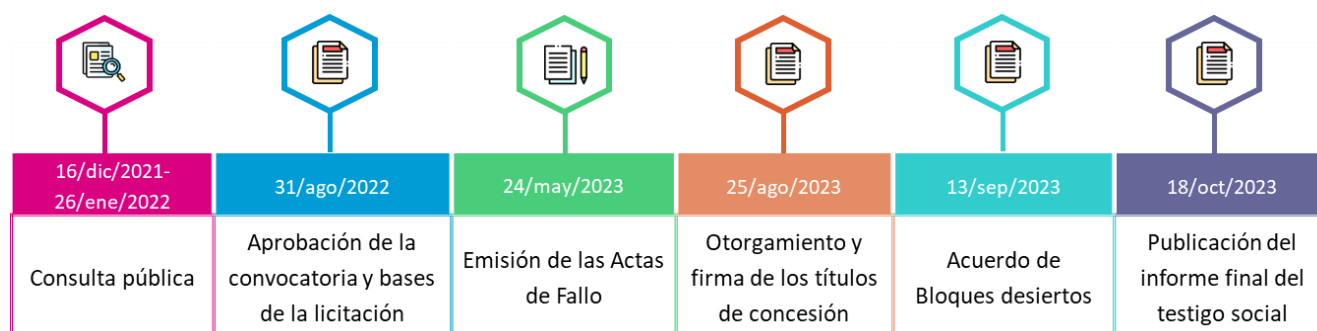 16/dic/2021-
26/ene/2022
Consulta pública
31/ago/2022
Aprobación de la
convocatoria y bases
de la licitación
24/may/2023
Emisión de las Actas
de Fallo
25/ago/2023
Otorgamiento y
firma de los títulos
de concesión
13/sep/2023
Acuerdo de
Bloques desiertos
18/oct/2023
Publicación del
informe final del
testigo social